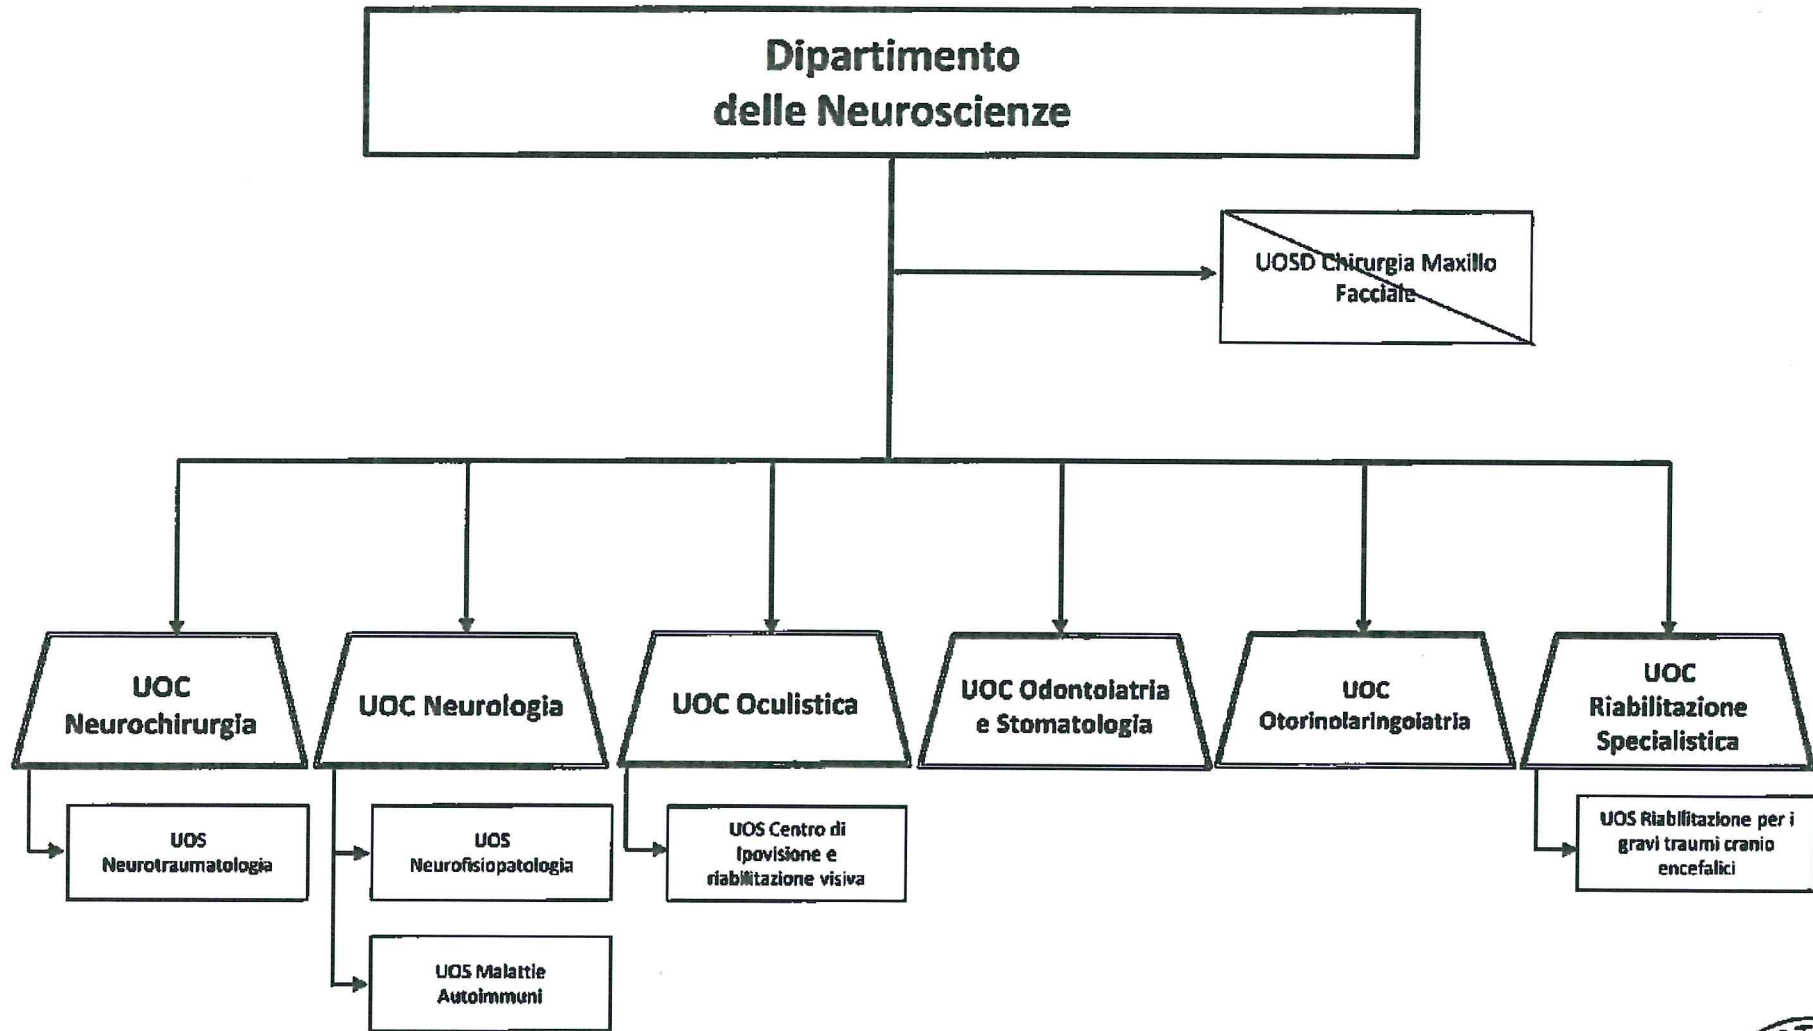 Dipartimento
delle Neuroscienze
UOSD Chirurgia Maxillo
Facciale
UOC
Neurochirurgia
UOC Neurologia
UOC Oculistica
UOC Odontoiatria
e Stomatologia
UOC
Otorinolaringoiatria
UOC
Riabilitazione
Specialistica
UOS
Neurotraumatologia
UOS
Neurofisiopatologia
UOS Centro di
Ipovisione e
riabilitazione visiva
UOS Riabilitazione per i
gravi traumi cranio
encefalici
UOS Malattie
Autoimmuni